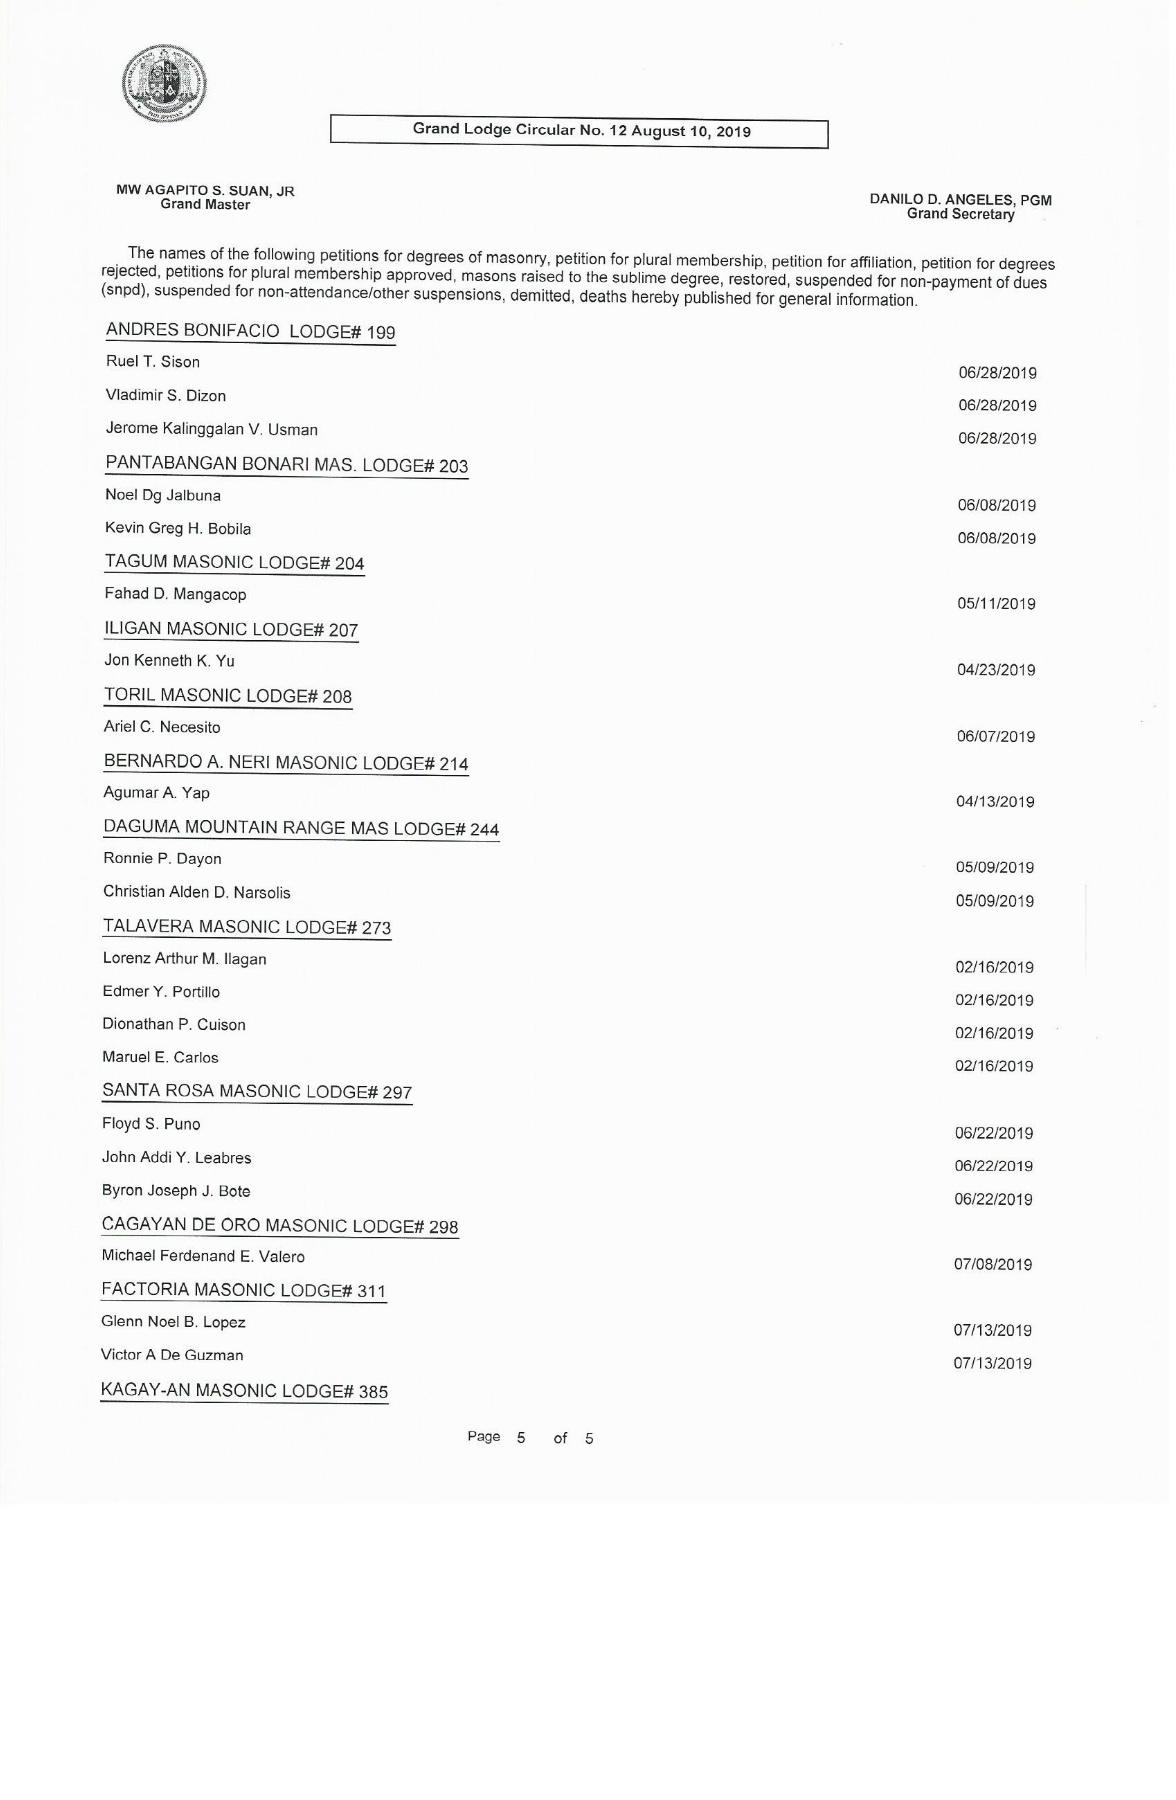 Grand Lodge Circular No. 12 August 10, 2019
MW AGAPITO S. SUAN, JR
Grand Master
DANILO D. ANGELES, PGM
Grand Secretary
The names of the following petitions for degrees of masonry, petition for plural membership, petition for affiliation, petition for degrees
rejected, petitions for plural membership approved, masons raised to the sublime degree, restored, suspended for non-payment of dues
(snpd), suspended for non-attendance/other suspensions, demitted, deaths hereby published for general information.
ANDRES BONIFACIO LODGE# 199
Ruel T. Sison 06/28/2019
Vladimir S. Dizon 06/28/2019
Jerome Kalinggalan V. Usman 06/28/2019
PANTABANGAN BONARI MAS. LODGE# 203
Noel Dg Jalbuna 06/08/2019
Kevin Greg H. Bobila 06/08/2019
TAGUM MASONIC LODGE# 204
Fahad D. Mangacop 05/11/2019
ILIGAN MASONIC LODGE# 207
Jon Kenneth K. Yu 04/23/2019
TORIL MASONIC LODGE# 208
Ariel C. Necesito 06/07/2019
BERNARDO A. NERI MASONIC LODGE# 214
Agumar A. Yap 04/13/2019
DAGUMA MOUNTAIN RANGE MAS LODGE# 244
Ronnie P. Dayon 05/09/2019
Christian Alden D. Narsolis 05/09/2019
TALAVERA MASONIC LODGE# 273
Lorenz Arthur M. Ilagan 02/16/2019
Edmer Y. Portillo 02/16/2019
Dionathan P. Cuison 02/16/2019
Maruel E. Carlos 02/16/2019
SANTA ROSA MASONIC LODGE# 297
Floyd S. Puno 06/22/2019
John Addi Y. Leabres 06/22/2019
Byron Joseph J. Bote 06/22/2019
CAGAYAN DE ORO MASONIC LODGE# 298
Michael Ferdenand E. Valero 07/08/2019
FACTORIA MASONIC LODGE# 311
Glenn Noel B. Lopez 07/13/2019
Victor A De Guzman 07/13/2019
KAGAY-AN MASONIC LODGE# 385
Page 5 of 5